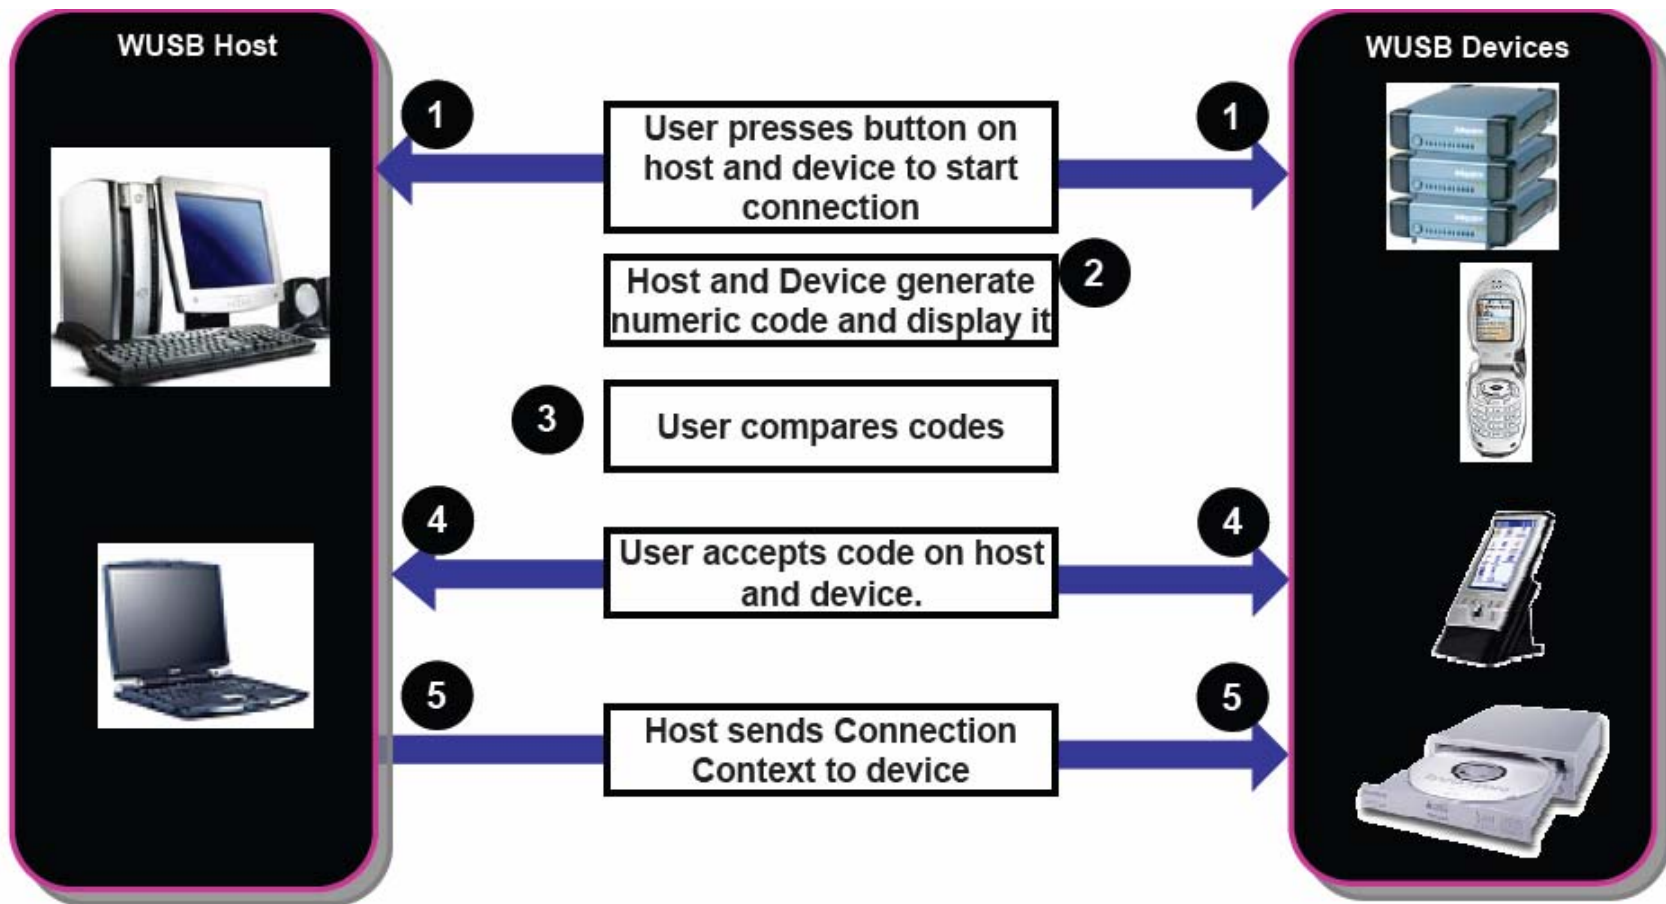 WUSB Host
WUSB Devices
1
User presses button on
host and device to start
connection
1
Host and Device generate
numeric code and display it
2
3
User compares codes
4
User accepts code on host
and device.
4
5
Host sends Connection
Context to device
5